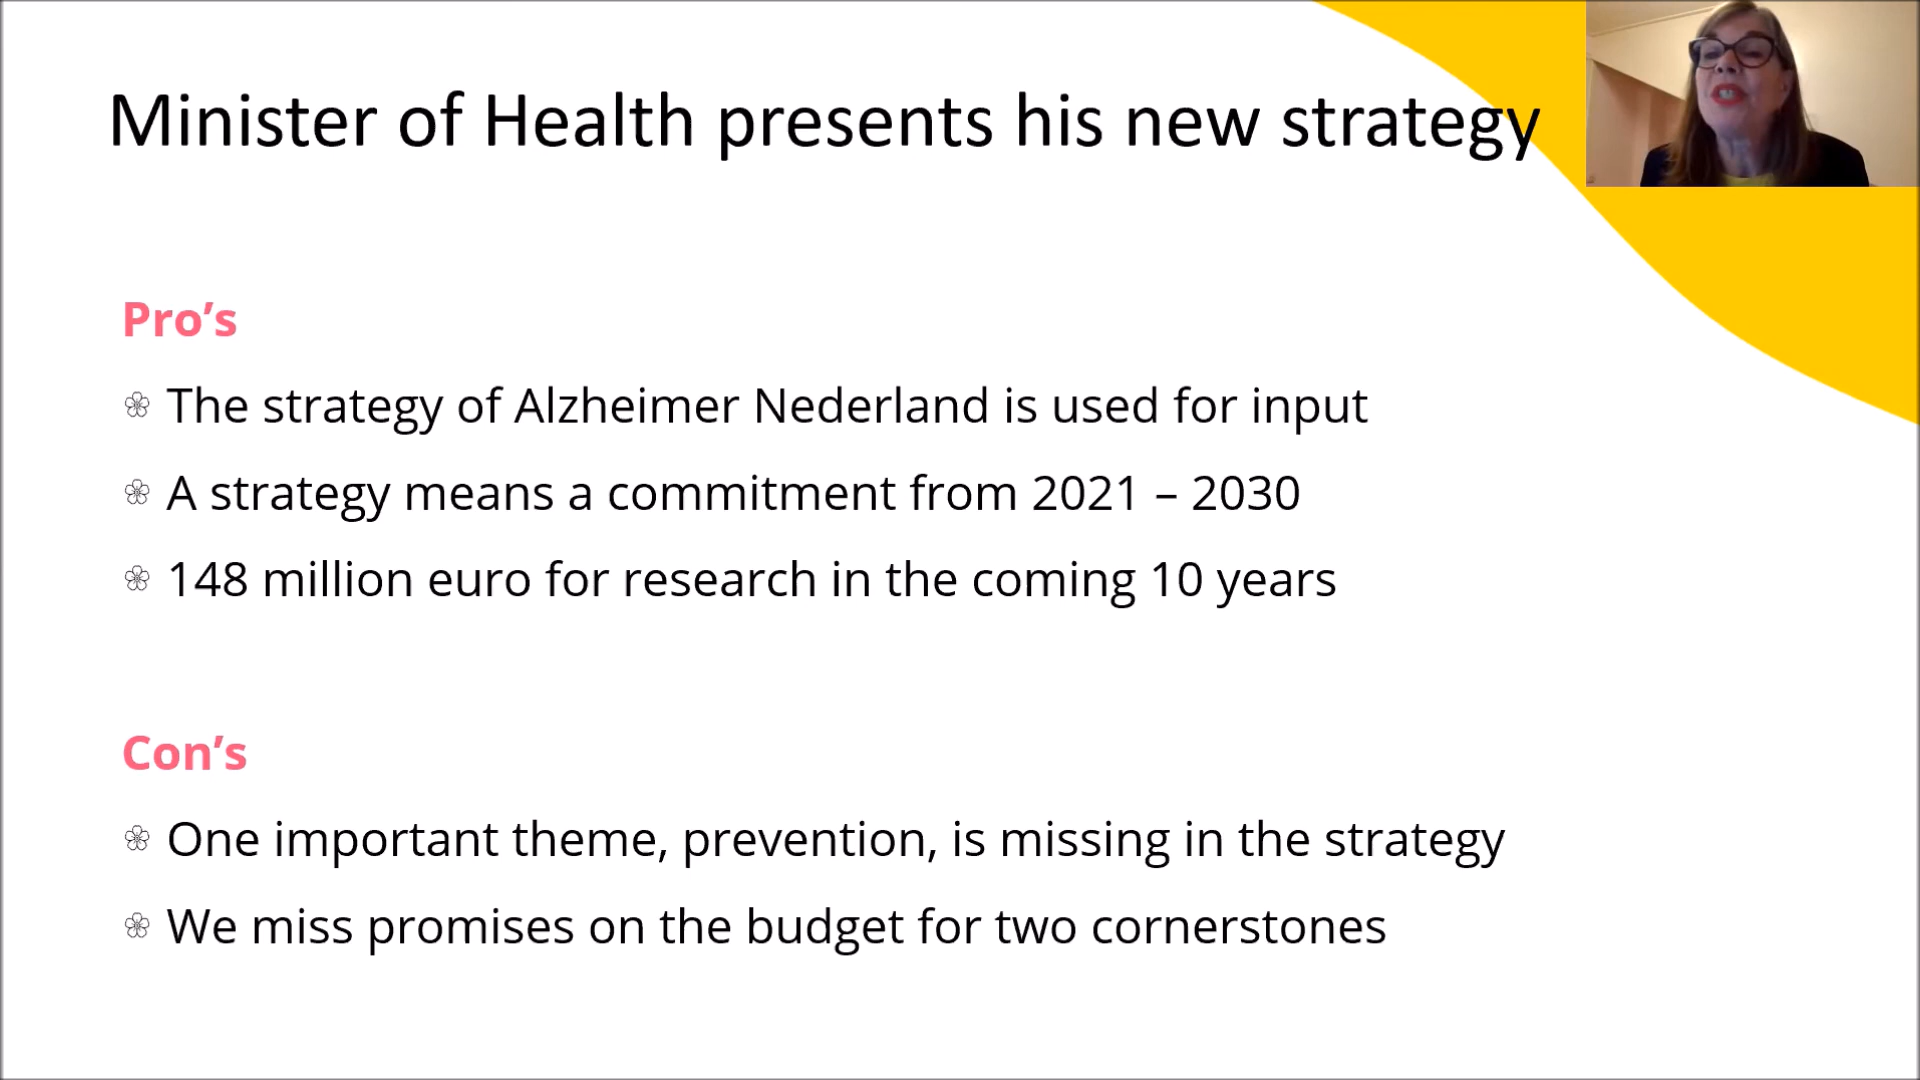 Minister of Health presents his new strategy
Pro’s
The strategy of Alzheimer Nederland is used for input
A strategy means a commitment from 2021 – 2030
148 million euro for research in the coming 10 years
Con’s
One important theme, prevention, is missing in the strategy
We miss promises on the budget for two cornerstones